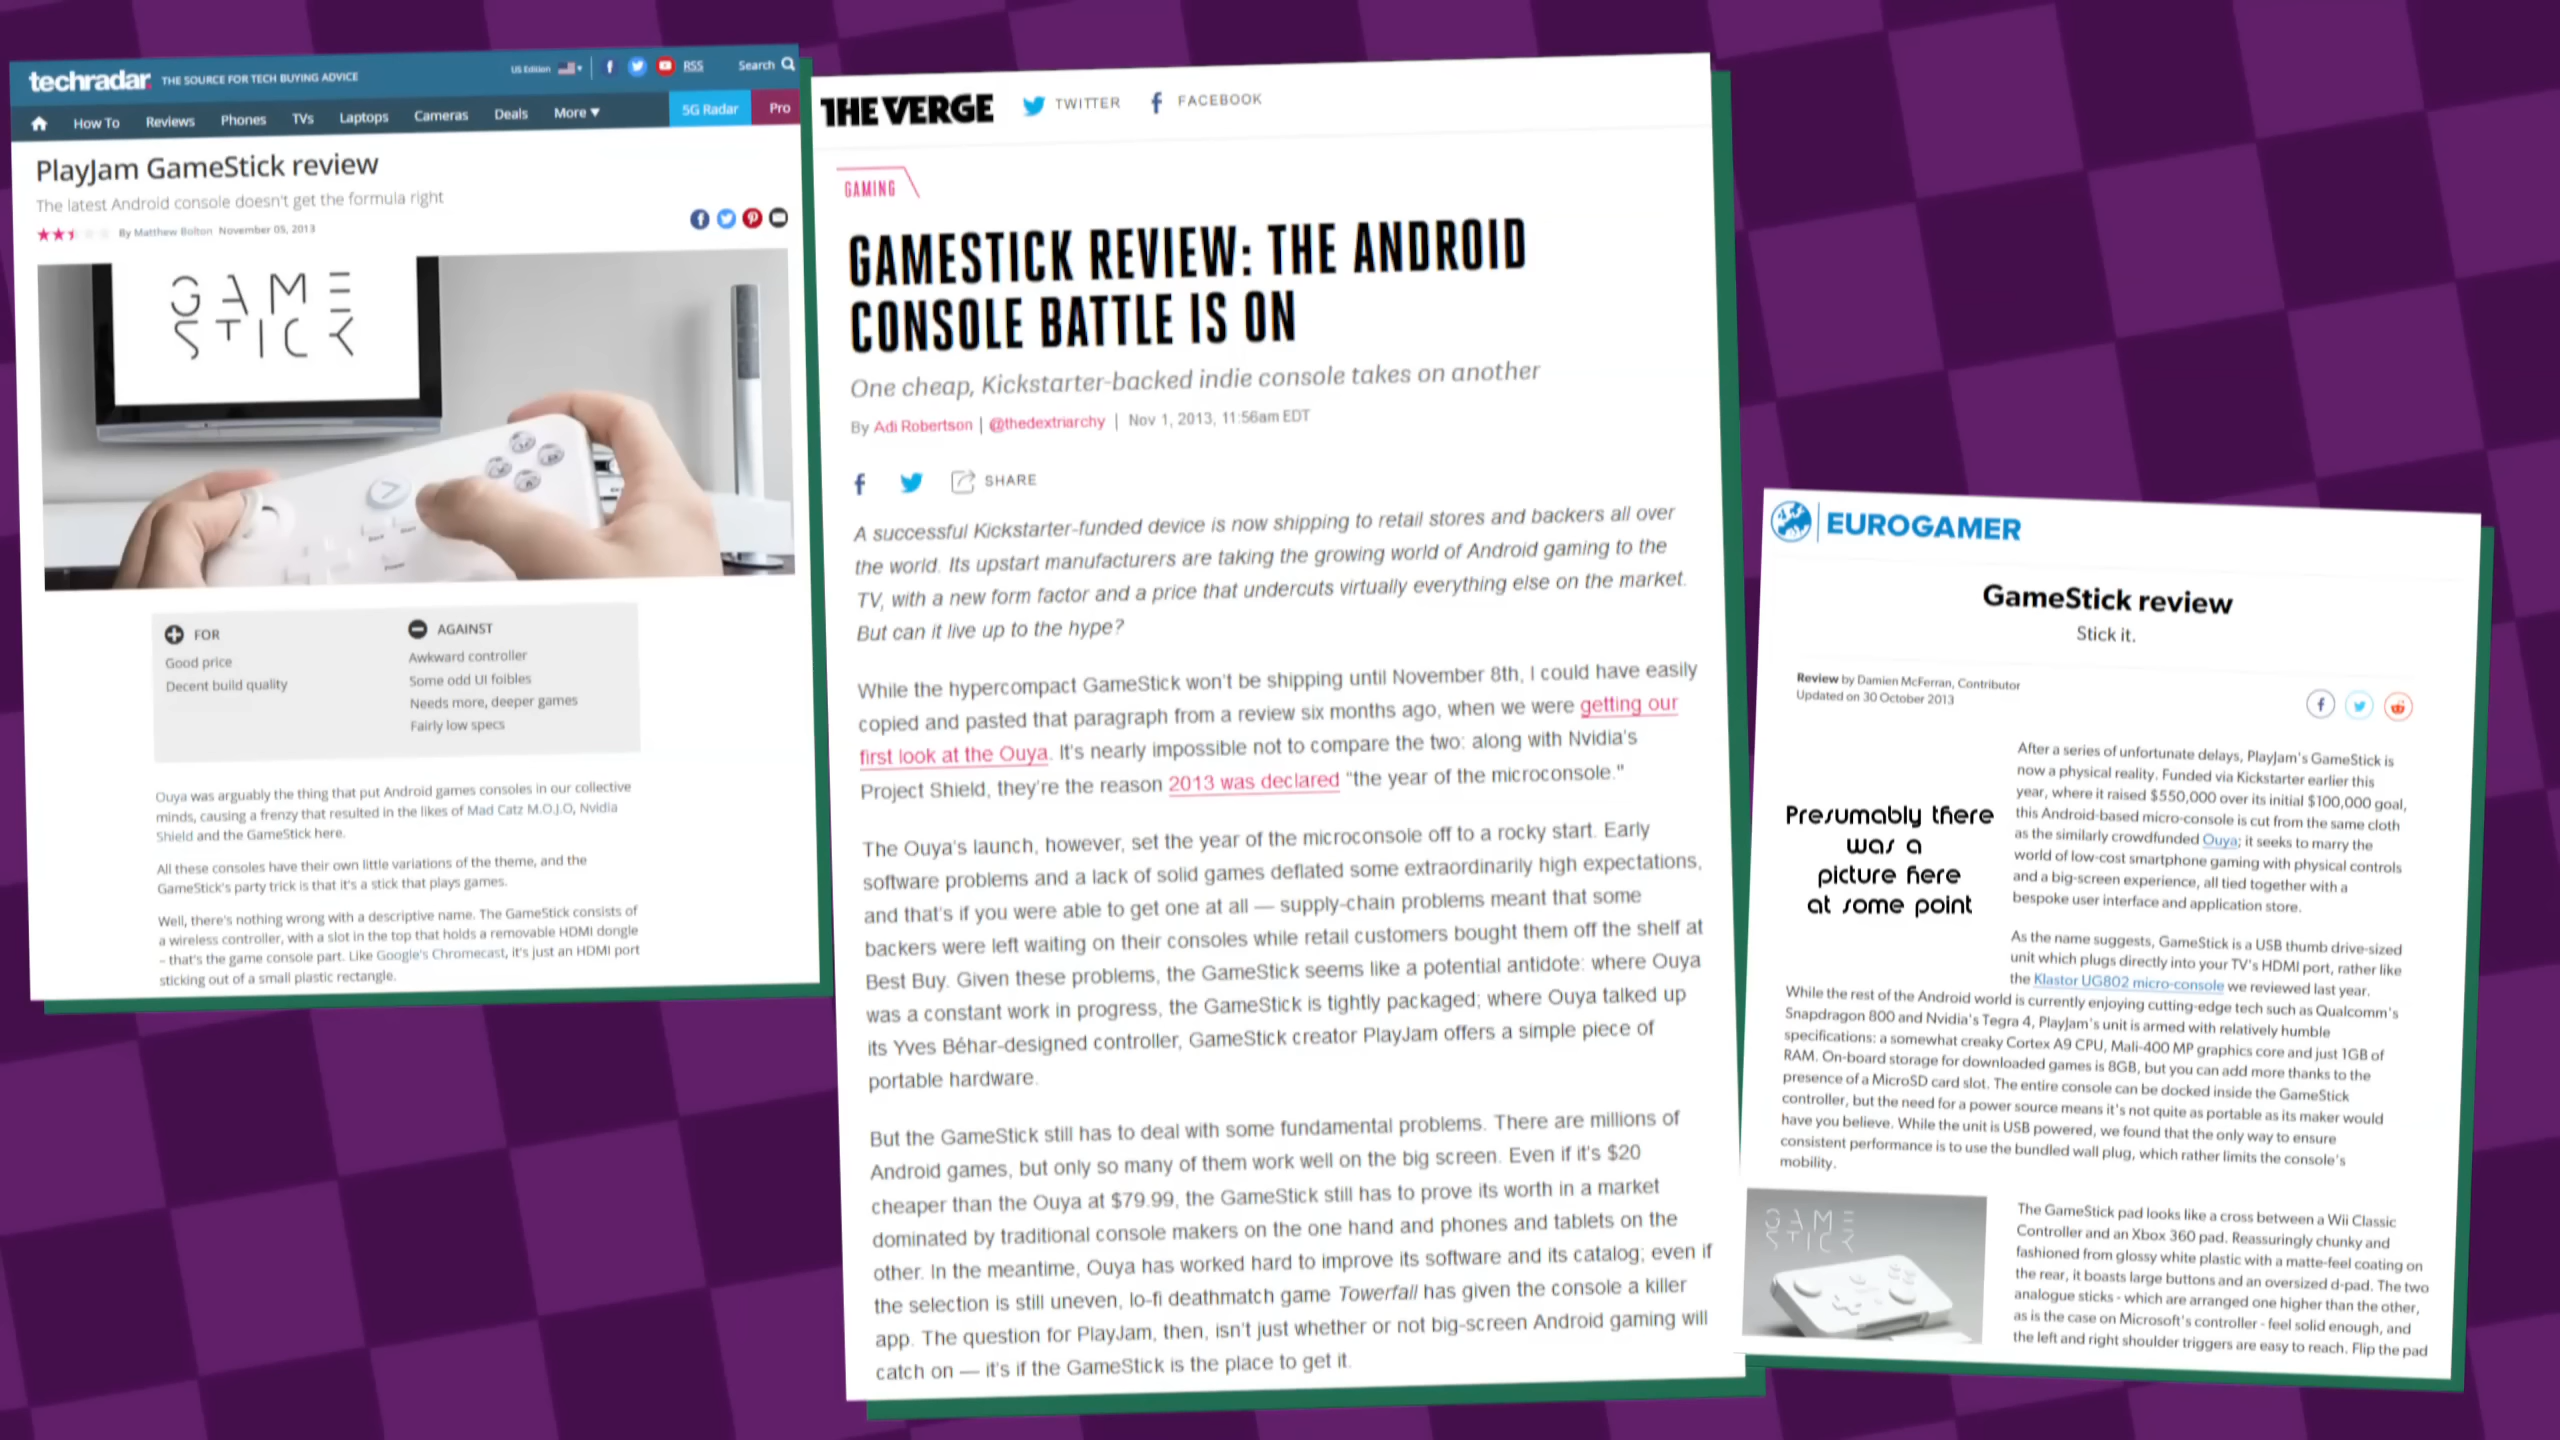 techradar. THE SOURCE FOR TECH BUYING ADVICE
US Edition
RSS
Search
How To
Reviews
Phones
TVs
Laptops
Cameras
Deals
More ▼
5G Radar
Pro
PlayJam GameStick review
The latest Android console doesn't get the formula right
By Matthew Bolton November 05, 2013
GAME
STICK
FOR
Good price
Decent build quality
AGAINST
Awkward controller
Some odd UI foibles
Needs more, deeper games
Fairly low specs
Ouya was arguably the thing that put Android games consoles in our collective
minds, causing a frenzy that resulted in the likes of Mad Catz M.O.J.O, Nvidia
Shield and the GameStick here.
All these consoles have their own little variations of the theme, and the
GameStick's party trick is that it's a stick that plays games.
Well, there's nothing wrong with a descriptive name. The GameStick consists of
a wireless controller, with a slot in the top that holds a removable HDMI dongle
– that's the game console part. Like Google's Chromecast, it's just an HDMI port
sticking out of a small plastic rectangle.
THE VERGE
TWITTER
FACEBOOK
GAMING
GAMESTICK REVIEW: THE ANDROID
CONSOLE BATTLE IS ON
One cheap, Kickstarter-backed indie console takes on another
By Adi Robertson | @thedextriarchy | Nov 1, 2013, 11:56am EDT
SHARE
A successful Kickstarter-funded device is now shipping to retail stores and backers all over
the world. Its upstart manufacturers are taking the growing world of Android gaming to the
TV, with a new form factor and a price that undercuts virtually everything else on the market.
But can it live up to the hype?
While the hypercompact GameStick won't be shipping until November 8th, I could have easily
copied and pasted that paragraph from a review six months ago, when we were getting our
first look at the Ouya. It's nearly impossible not to compare the two: along with Nvidia's
Project Shield, they're the reason 2013 was declared "the year of the microconsole."
The Ouya's launch, however, set the year of the microconsole off to a rocky start. Early
software problems and a lack of solid games deflated some extraordinarily high expectations,
and that's if you were able to get one at all — supply-chain problems meant that some
backers were left waiting on their consoles while retail customers bought them off the shelf at
Best Buy. Given these problems, the GameStick seems like a potential antidote: where Ouya
was a constant work in progress, the GameStick is tightly packaged; where Ouya talked up
its Yves Béhar-designed controller, GameStick creator PlayJam offers a simple piece of
portable hardware.
But the GameStick still has to deal with some fundamental problems. There are millions of
Android games, but only so many of them work well on the big screen. Even if it's $20
cheaper than the Ouya at $79.99, the GameStick still has to prove its worth in a market
dominated by traditional console makers on the one hand and phones and tablets on the
other. In the meantime, Ouya has worked hard to improve its software and its catalog; even if
the selection is still uneven, lo-fi deathmatch game Towerfall has given the console a killer
app. The question for PlayJam, then, isn't just whether or not big-screen Android gaming will
catch on — it's if the GameStick is the place to get it.
EUROGAMER
GameStick review
Stick it.
Review by Damien McFerran, Contributor
Updated on 30 October 2013
Presumably there
was a
picture here
at some point
After a series of unfortunate delays, PlayJam's GameStick is
now a physical reality. Funded via Kickstarter earlier this
year, where it raised $550,000 over its initial $100,000 goal,
this Android-based micro-console is cut from the same cloth
as the similarly crowdfunded Ouya; it seeks to marry the
world of low-cost smartphone gaming with physical controls
and a big-screen experience, all tied together with a
bespoke user interface and application store.
As the name suggests, GameStick is a USB thumb drive-sized
unit which plugs directly into your TV's HDMI port, rather like
the Klastor UG802 micro-console we reviewed last year.
While the rest of the Android world is currently enjoying cutting-edge tech such as Qualcomm's
Snapdragon 800 and Nvidia's Tegra 4, PlayJam's unit is armed with relatively humble
specifications: a somewhat creaky Cortex A9 CPU, Mali-400 MP graphics core and just 1GB of
RAM. On-board storage for downloaded games is 8GB, but you can add more thanks to the
presence of a MicroSD card slot. The entire console can be docked inside the GameStick
controller, but the need for a power source means it's not quite as portable as its maker would
have you believe. While the unit is USB powered, we found that the only way to ensure
consistent performance is to use the bundled wall plug, which rather limits the console's
mobility.
GAME
STICK
The GameStick pad looks like a cross between a Wii Classic
Controller and an Xbox 360 pad. Reassuringly chunky and
fashioned from glossy white plastic with a matte-feel coating on
the rear, it boasts large buttons and an oversized d-pad. The two
analogue sticks - which are arranged one higher than the other,
as is the case on Microsoft's controller - feel solid enough, and
the left and right shoulder triggers are easy to reach. Flip the pad